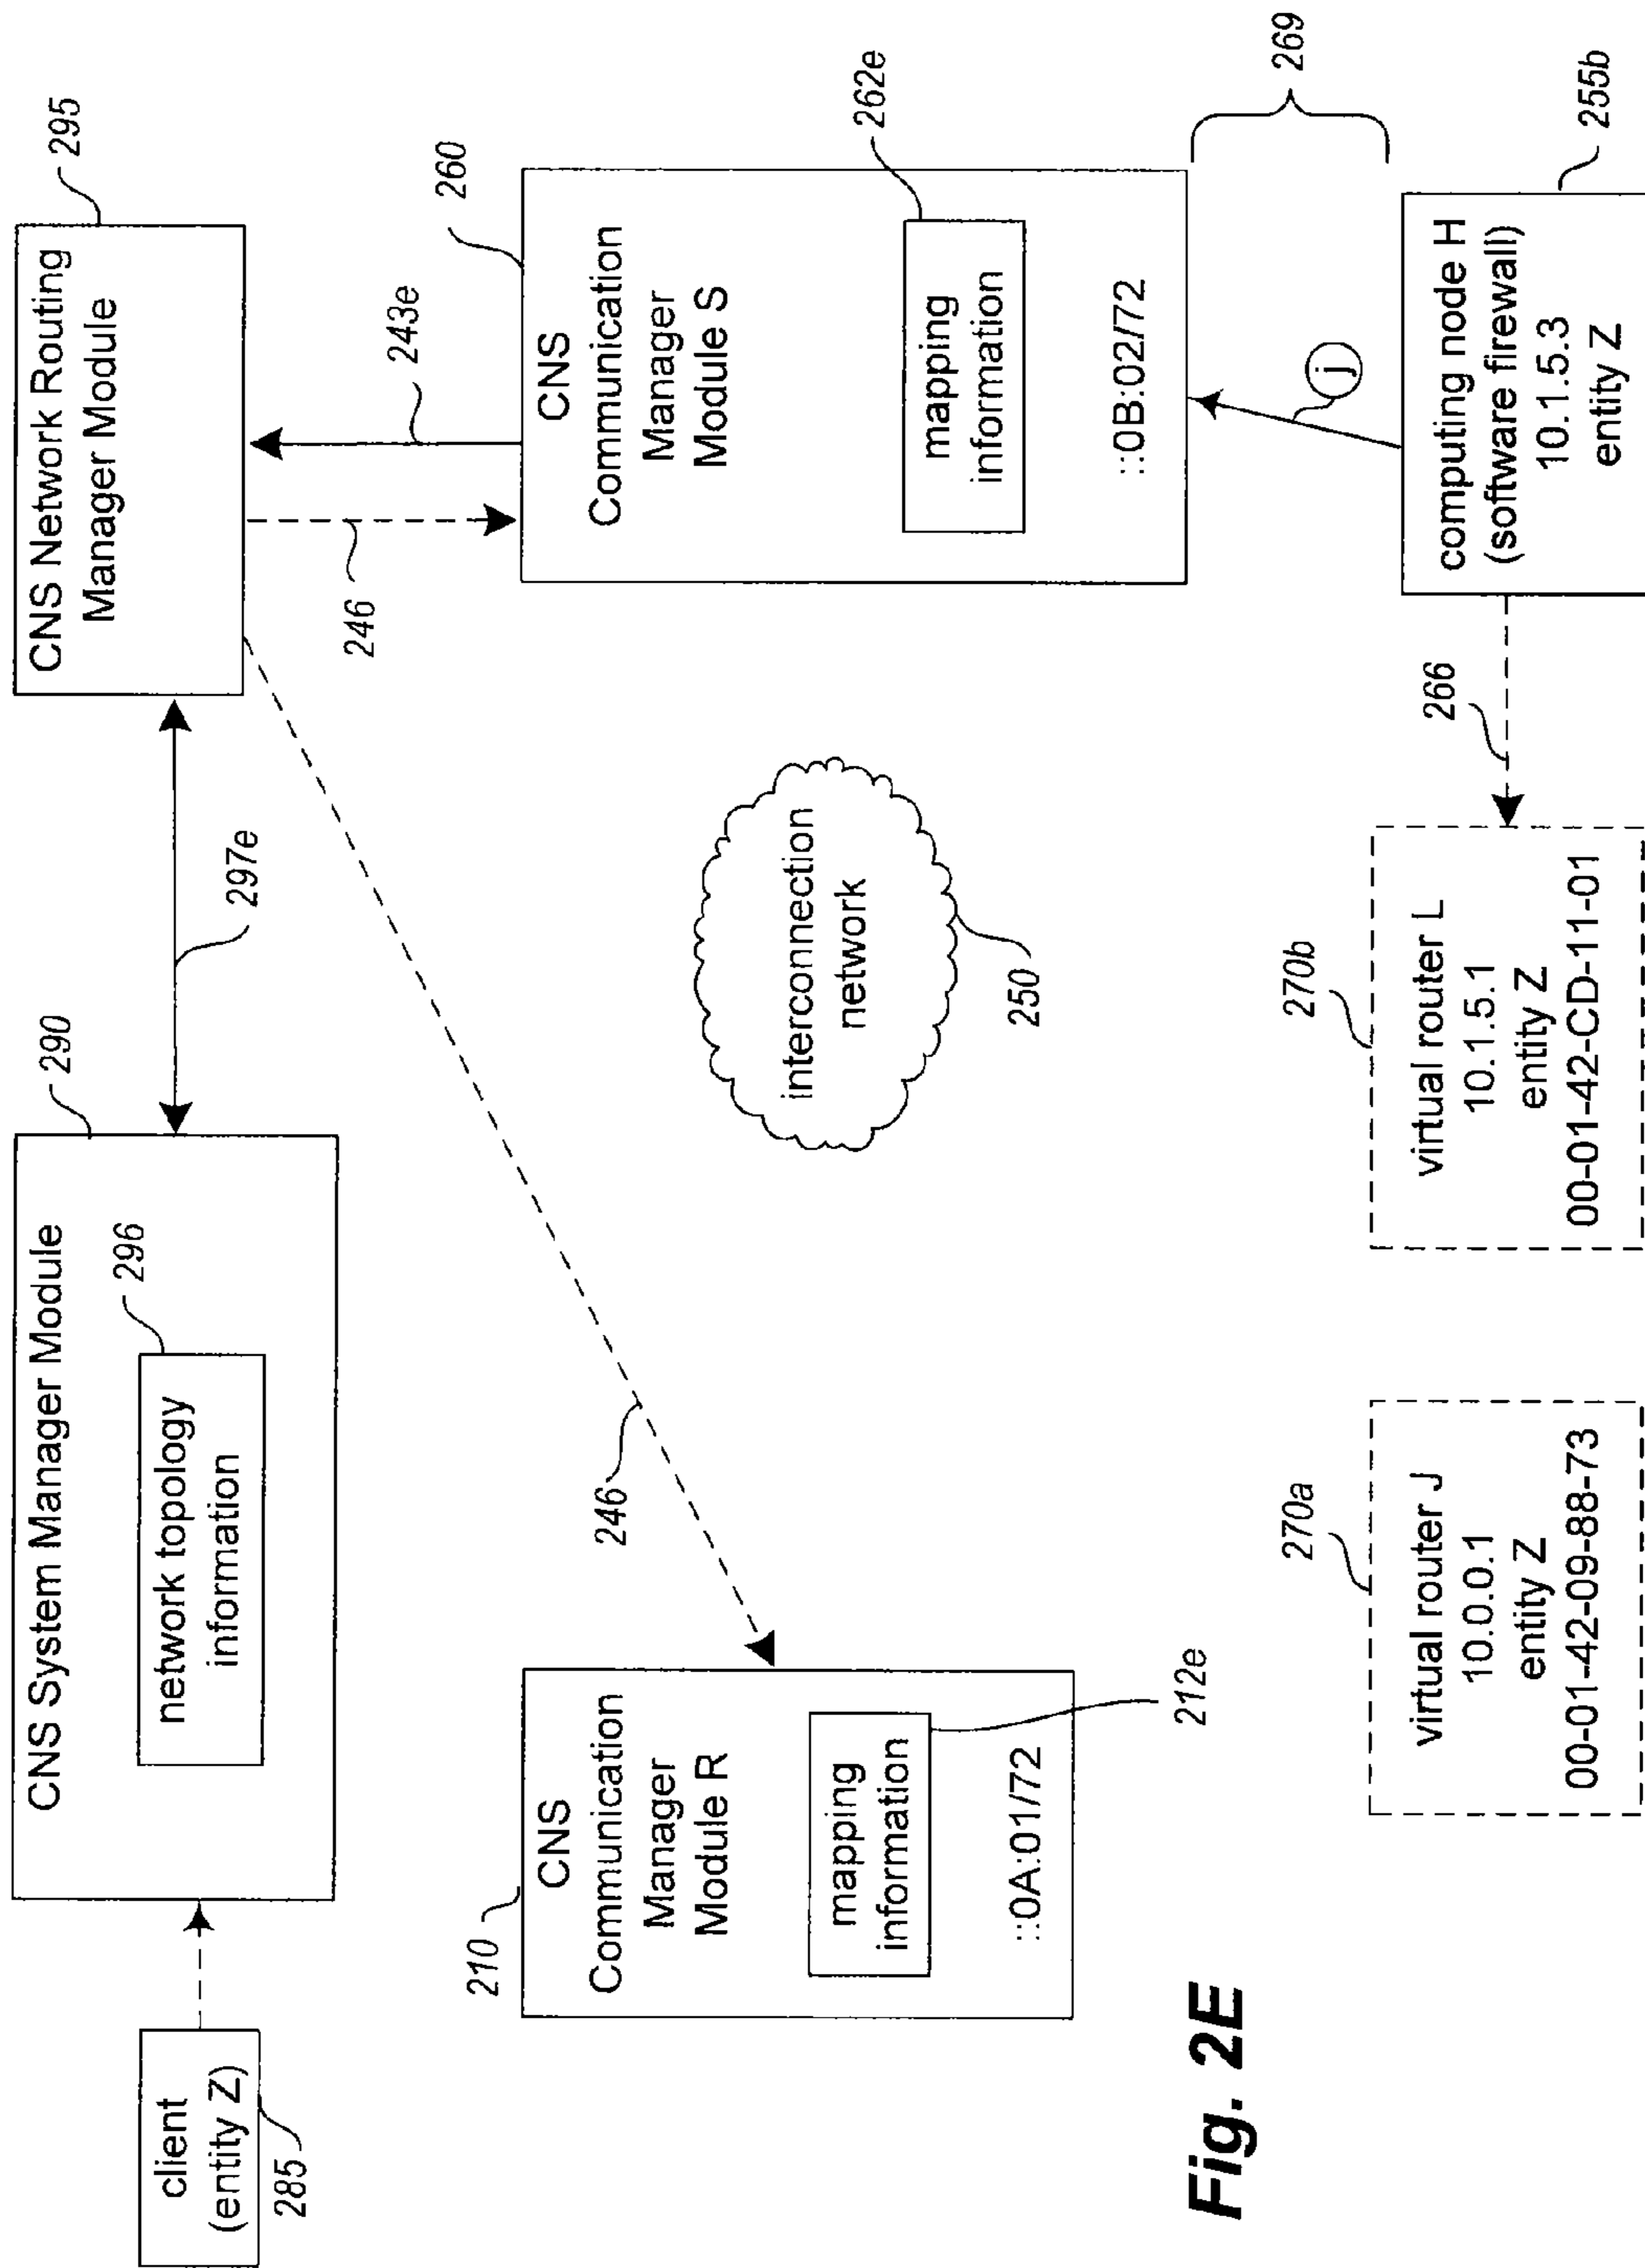 client
(entity Z)
285
CNS System Manager Module
290
network topology
information
296
297e
CNS Network Routing
Manager Module
295
210
CNS
Communication
Manager
Module R
mapping
information
212e
::0A:01/72
246
246
243e
interconnection
network
250
260
CNS
Communication
Manager
Module S
mapping
information
262e
::0B:02/72
269
j
virtual router J
10.0.0.1
entity Z
00-01-42-09-88-73
270a
virtual router L
10.1.5.1
entity Z
00-01-42-CD-11-01
270b
266
computing node H
(software firewall)
10.1.5.3
entity Z
255b
Fig. 2E